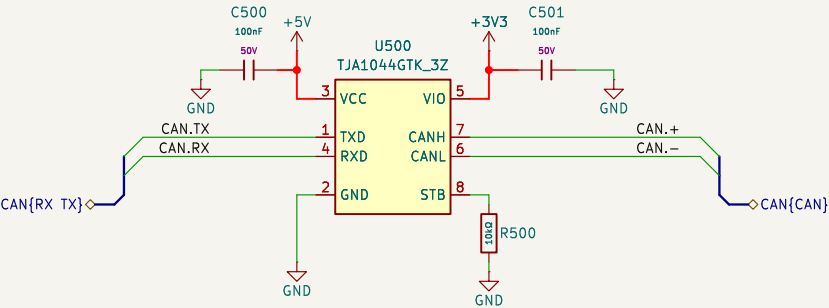 C500
100nF
50V
+5V
U500
TJA1044GTK_3Z
+3V3
C501
100nF
50V
GND
GND
3 VCC
VIO 5
CAN.TX
1 TXD
CANH 7
CAN.+
CAN.RX
4 RXD
CANL 6
CAN.-
2 GND
STB 8
CAN{RX TX}
CAN{CAN}
10kΩ
R500
GND
GND